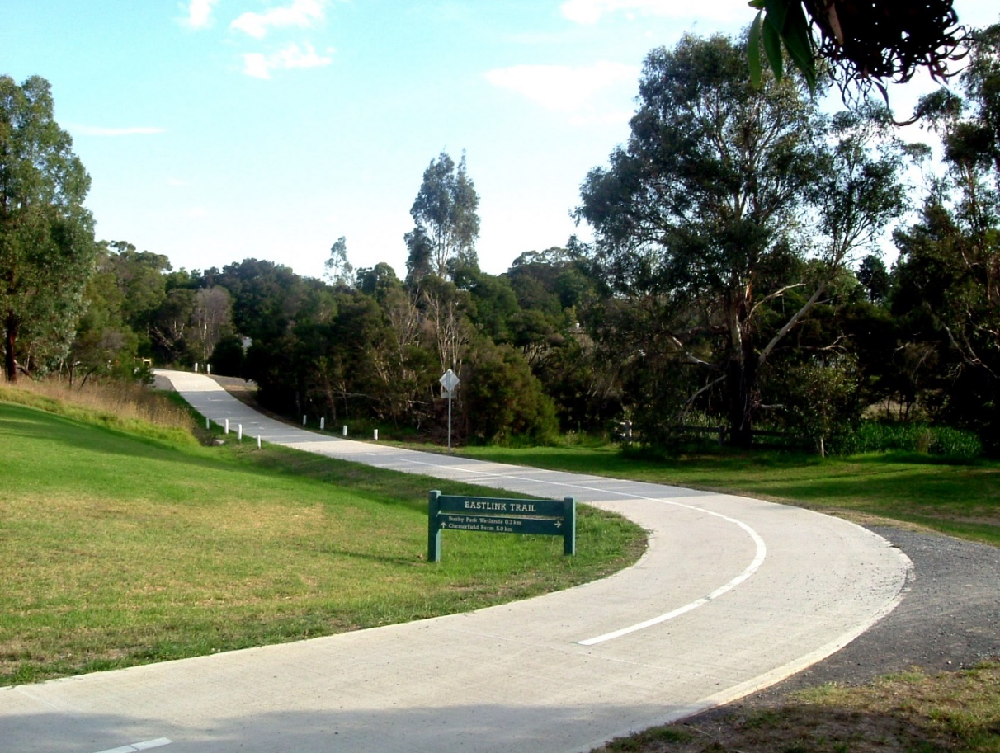 EASTLINK TRAIL
Bushy Park Wetlands 0.3 km
Chesterfield Farm 5.0 km